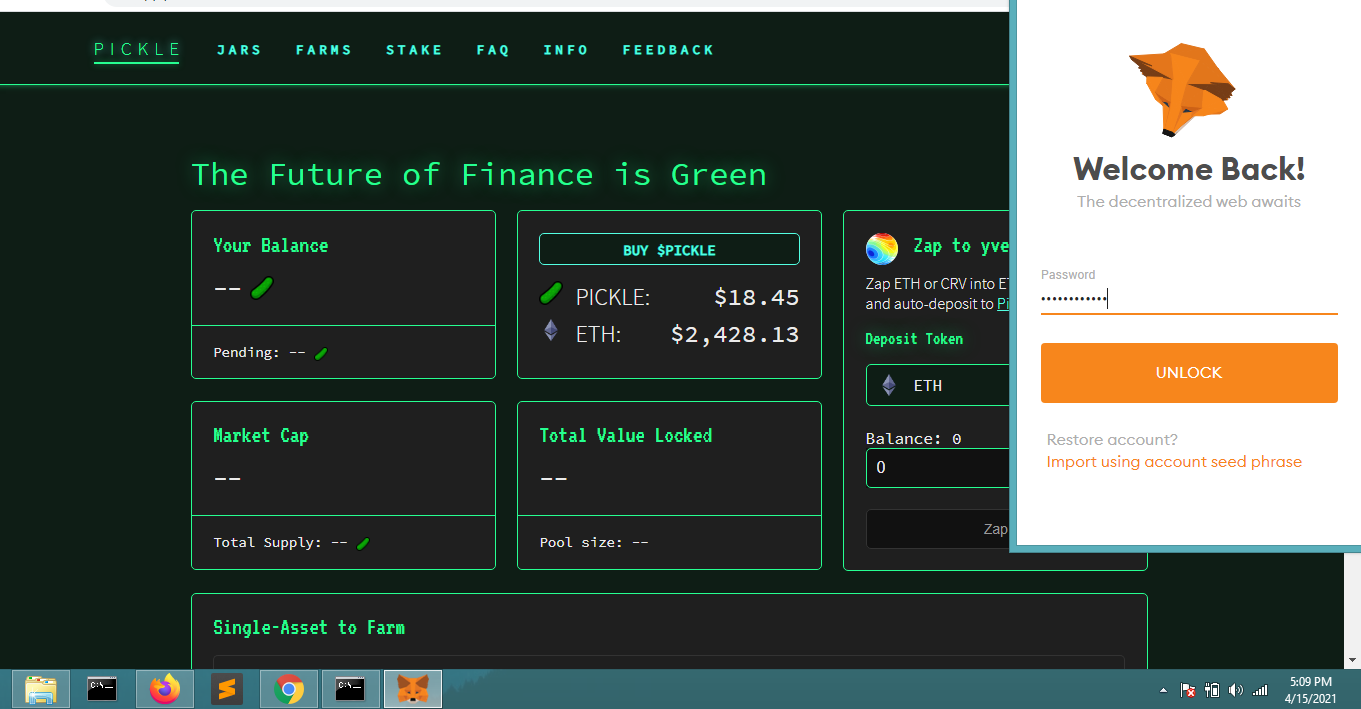 PICKLE JARS FARMS STAKE FAQ INFO FEEDBACK
The Future of Finance is Green
Your Balance
--
Pending: --
BUY $PICKLE
PICKLE: $18.45
ETH: $2,428.13
Market Cap
--
Total Supply: --
Total Value Locked
--
Pool size: --
Zap to yve
Zap ETH or CRV into
and auto-deposit to
Deposit Token
ETH
Balance: 0
0
Zap
Single-Asset to Farm
Welcome Back!
The decentralized web awaits
Password
••••••••••••
UNLOCK
Restore account?
Import using account seed phrase
5:09 PM
4/15/2021